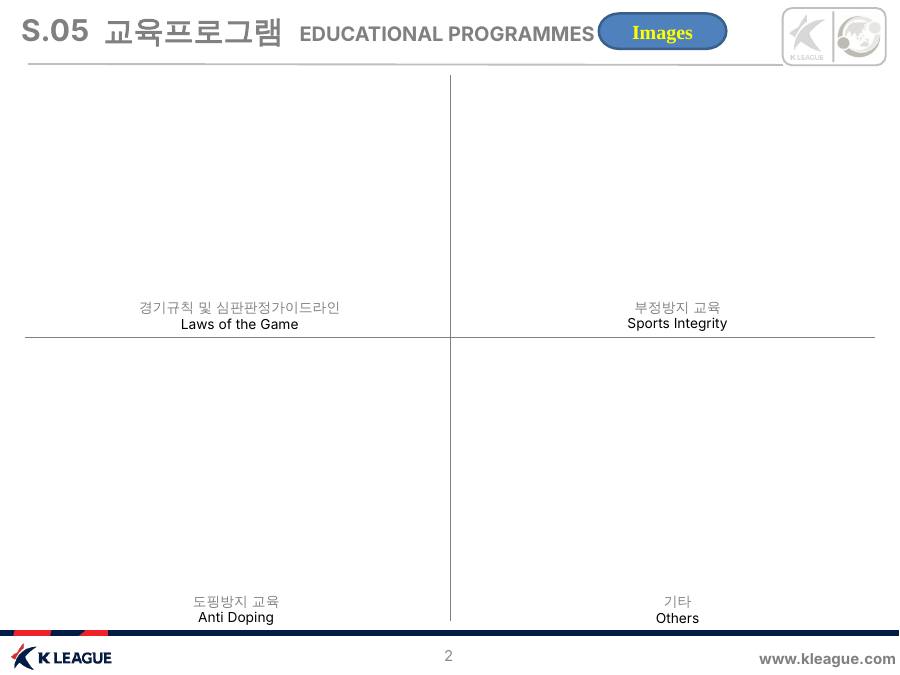 S.05 교육프로그램 EDUCATIONAL PROGRAMMES Images
K LEAGUE
경기규칙 및 심판판정가이드라인
Laws of the Game
부정방지 교육
Sports Integrity
도핑방지 교육
Anti Doping
기타
Others
K LEAGUE
2
www.kleague.com